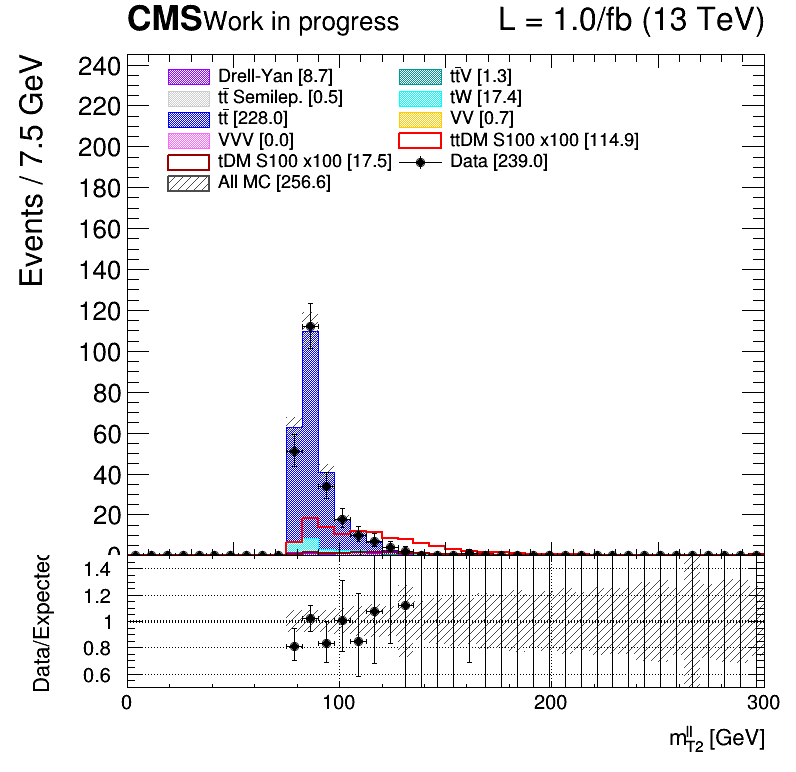 CMS Work in progress L = 1.0/fb (13 TeV)
Events / 7.5 GeV
240
220
200
180
160
140
120
100
80
60
40
20
0
Drell-Yan [8.7]
tt̄V [1.3]
tt̄ Semilep. [0.5]
tW [17.4]
tt̄ [228.0]
VV [0.7]
VVV [0.0]
ttDM S100 x100 [114.9]
tDM S100 x100 [17.5]
Data [239.0]
All MC [256.6]
Data/Expected
1.4
1.2
1
0.8
0.6
0 100 200 300
m_T2^ll [GeV]